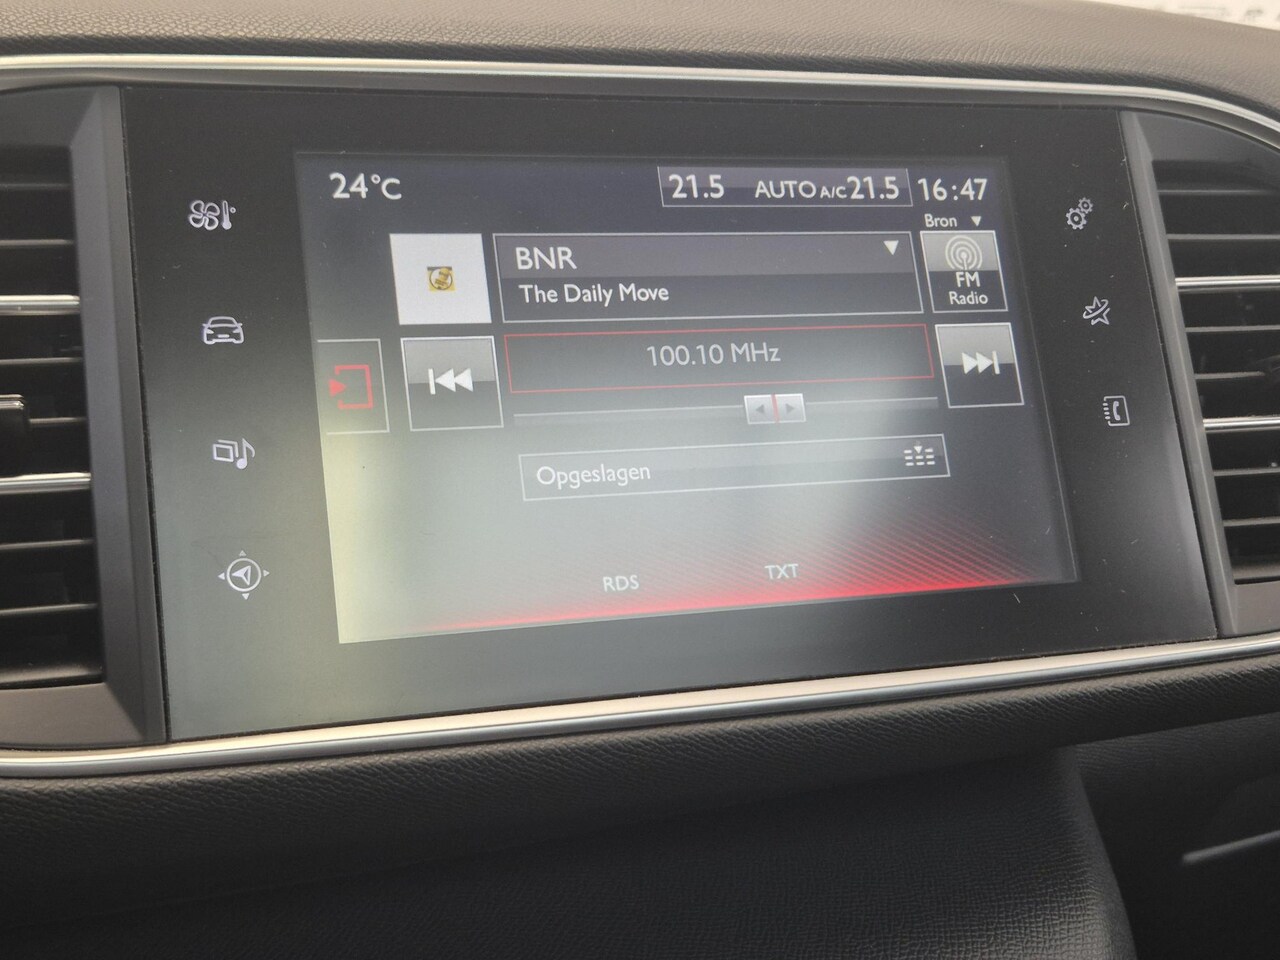 24°C
21.5 AUTO A/C 21.5
16:47
Bron
BNR
The Daily Move
FM
Radio
100.10 MHz
Opgeslagen
RDS
TXT